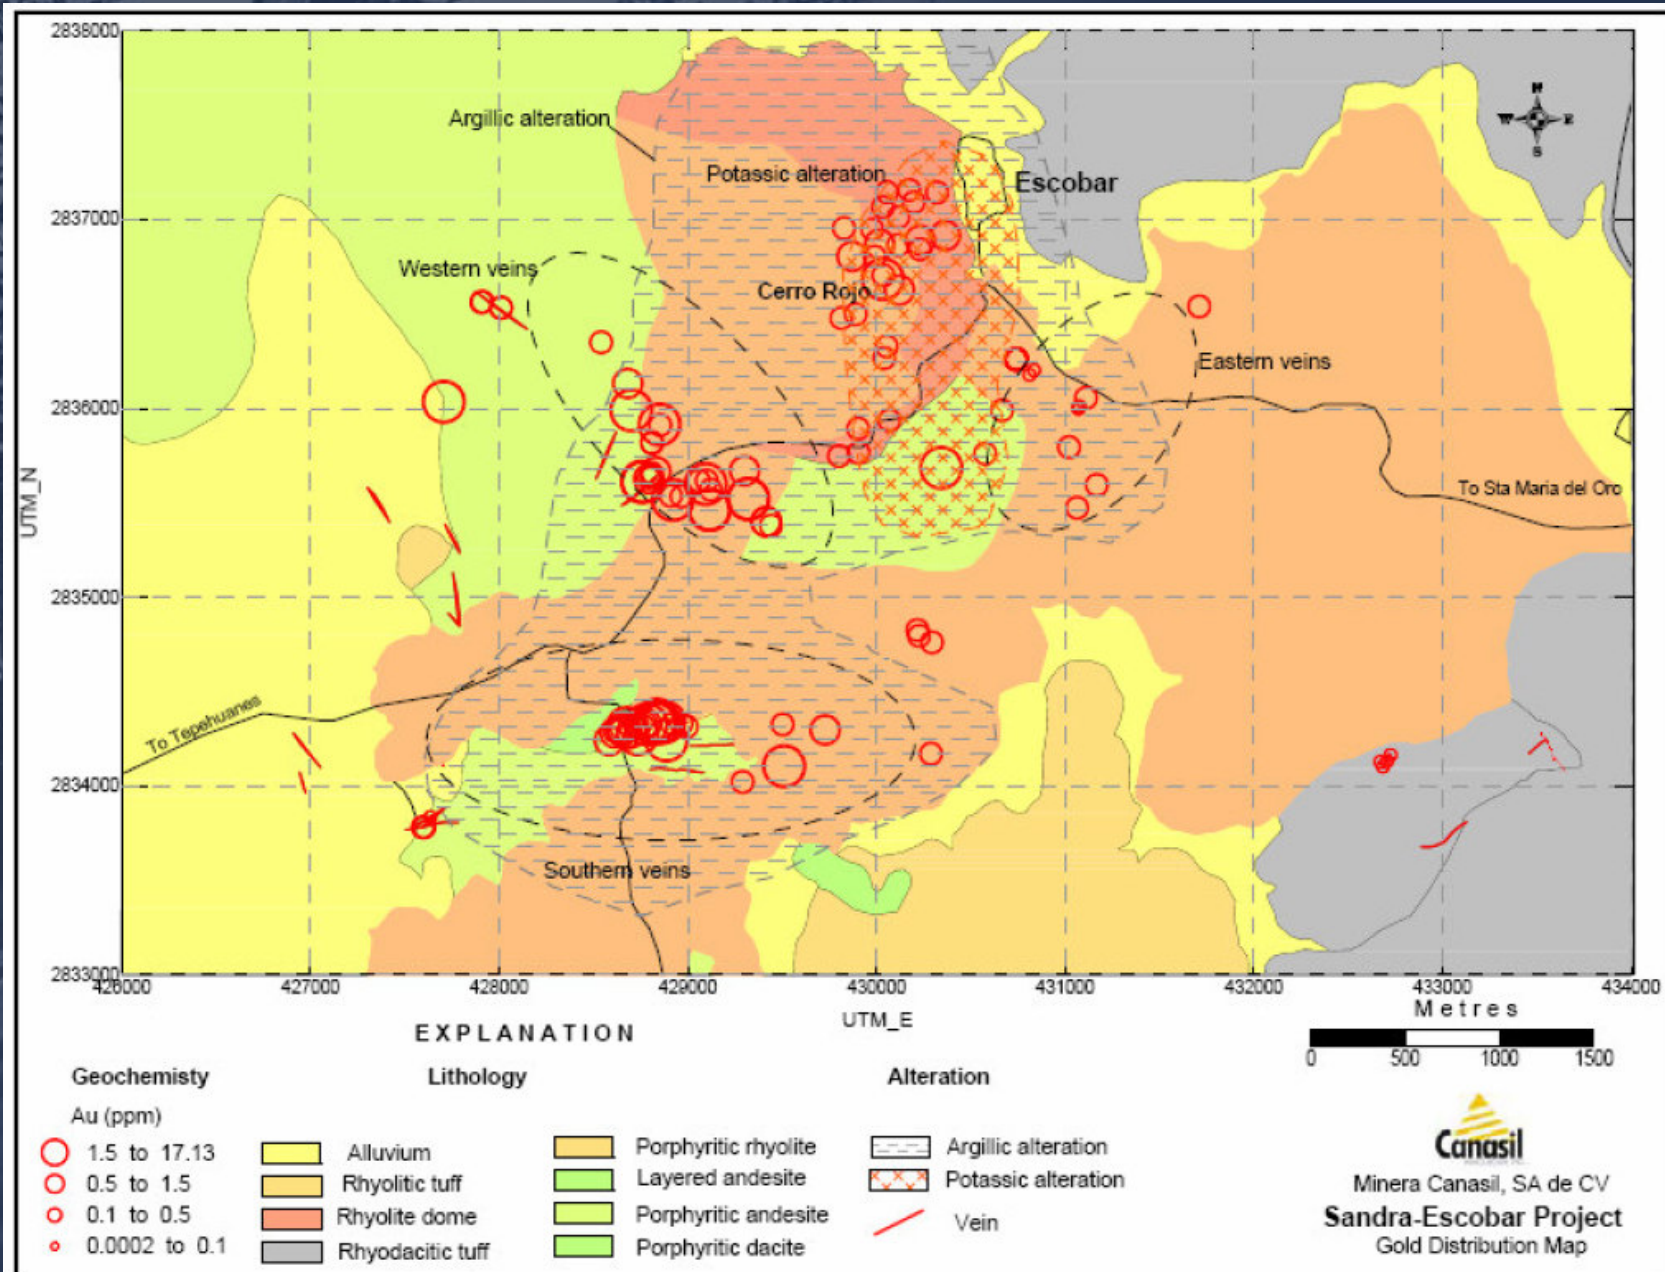 2838000
2837000
2836000
2835000
2834000
2833000
UTM_N
Argillic alteration
Potassic alteration
Escobar
Western veins
Cerro Rojo
Eastern veins
To Sta Maria del Oro
To Tepehuanes
Southern veins
N
W E
S
426000 427000 428000 429000 430000 431000 432000 433000 434000
UTM_E
Metres
0 500 1000 1500
EXPLANATION
Geochemisty
Au (ppm)
1.5 to 17.13
0.5 to 1.5
0.1 to 0.5
0.0002 to 0.1
Lithology
Alluvium
Rhyolitic tuff
Rhyolite dome
Rhyodacitic tuff
Porphyritic rhyolite
Layered andesite
Porphyritic andesite
Porphyritic dacite
Alteration
Argillic alteration
Potassic alteration
Vein
Canasil
Minera Canasil, SA de CV
Sandra-Escobar Project
Gold Distribution Map